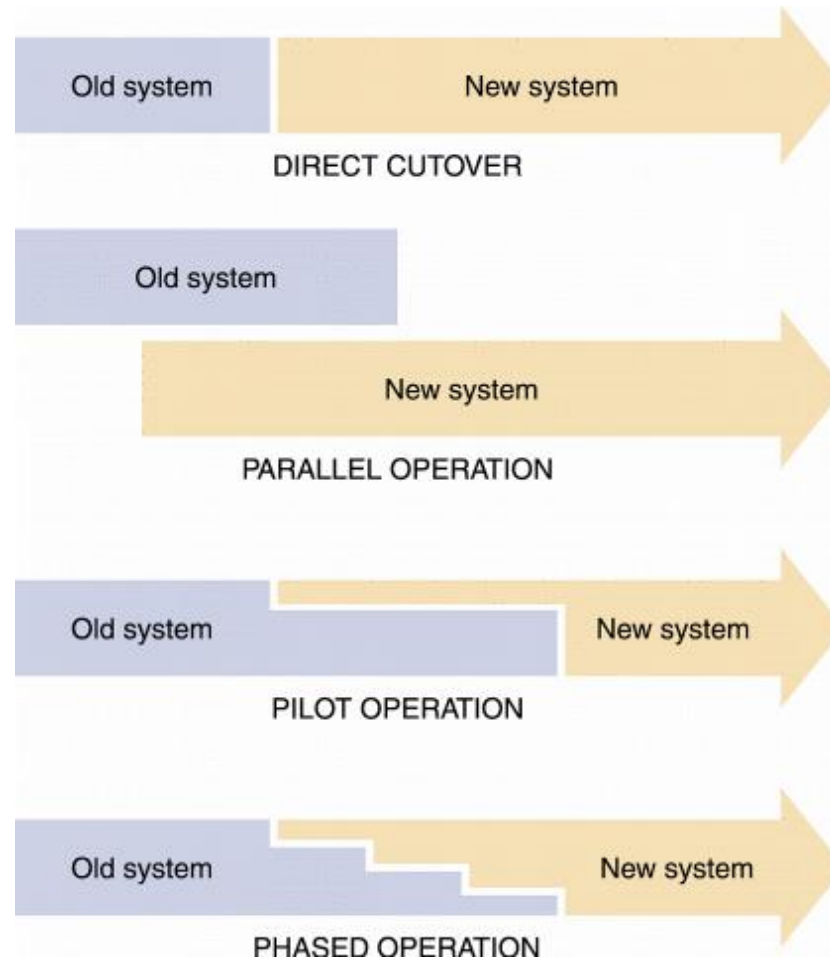 Old system New system
DIRECT CUTOVER
Old system
New system
PARALLEL OPERATION
Old system New system
PILOT OPERATION
Old system New system
PHASED OPERATION